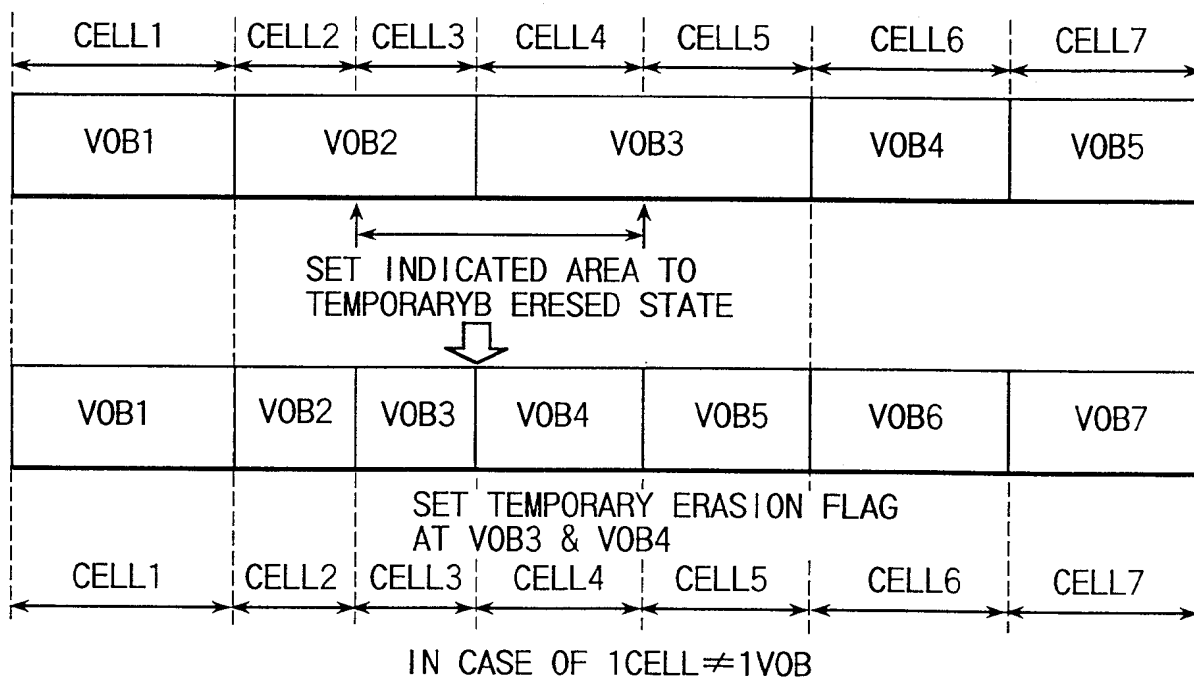 CELL1 CELL2 CELL3 CELL4 CELL5 CELL6 CELL7
VOB1 VOB2 VOB3 VOB4 VOB5
SET INDICATED AREA TO
TEMPORARYB ERESED STATE
VOB1 VOB2 VOB3 VOB4 VOB5 VOB6 VOB7
SET TEMPORARY ERASION FLAG
AT VOB3 & VOB4
CELL1 CELL2 CELL3 CELL4 CELL5 CELL6 CELL7
IN CASE OF 1CELL≠1VOB